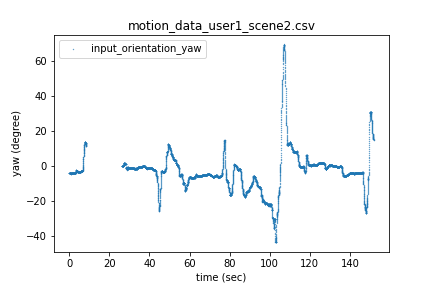 motion_data_user1_scene2.csv
input_orientation_yaw
yaw (degree)
60
40
20
0
−20
−40
0 20 40 60 80 100 120 140
time (sec)